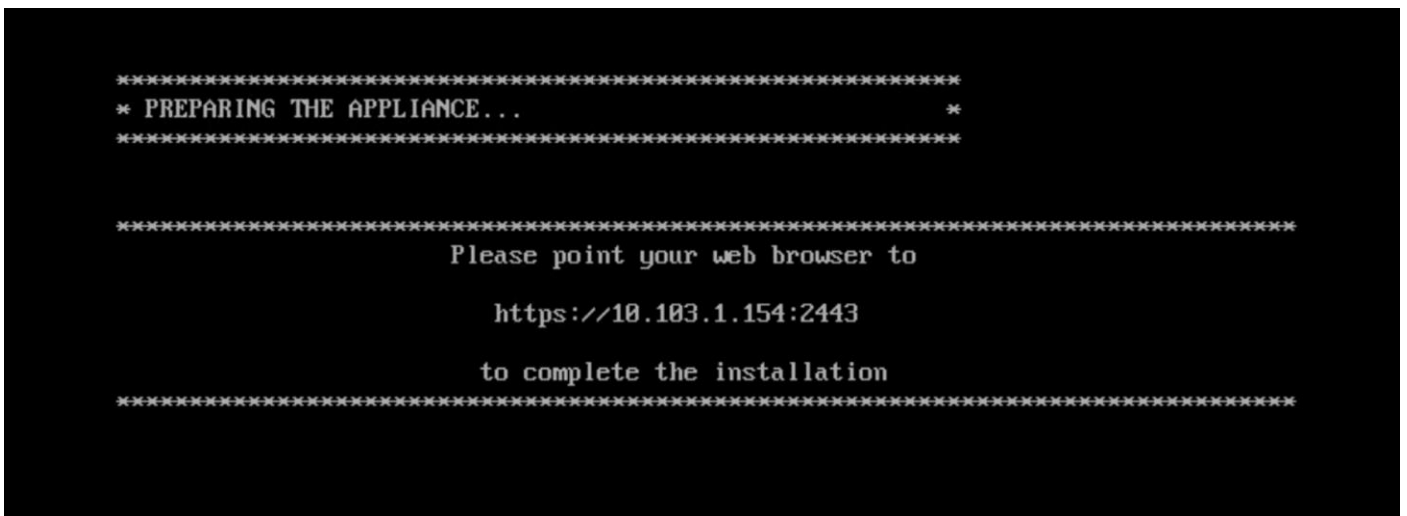 **********************************************************
* PREPARING THE APPLIANCE...                             *
**********************************************************
*********************************************************************************
Please point your web browser to
https://10.103.1.154:2443
to complete the installation
*********************************************************************************